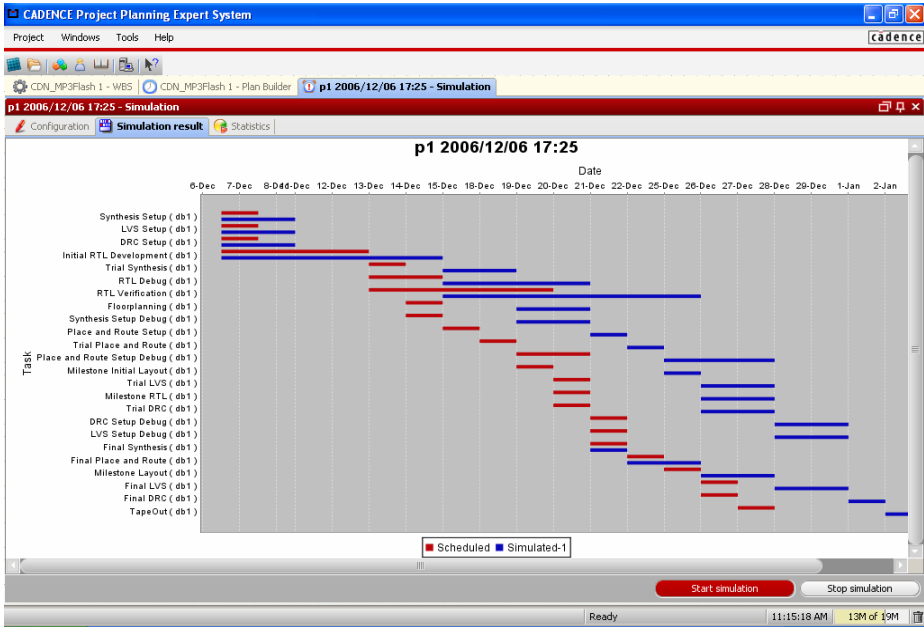 CADENCE Project Planning Expert System
Project Windows Tools Help
cādence
CDN_MP3Flash 1 - WBS CDN_MP3Flash 1 - Plan Builder p1 2006/12/06 17:25 - Simulation
p1 2006/12/06 17:25 - Simulation
Configuration Simulation result Statistics
p1 2006/12/06 17:25
Date
6-Dec 7-Dec 12-Dec 13-Dec 14-Dec 15-Dec 18-Dec 19-Dec 20-Dec 21-Dec 22-Dec 25-Dec 26-Dec 27-Dec 28-Dec 29-Dec 1-Jan 2-Jan
Synthesis Setup ( db1 )
LVS Setup ( db1 )
DRC Setup ( db1 )
Initial RTL Development ( db1 )
Trial Synthesis ( db1 )
RTL Debug ( db1 )
RTL Verification ( db1 )
Floorplanning ( db1 )
Synthesis Setup Debug ( db1 )
Place and Route Setup ( db1 )
Trial Place and Route ( db1 )
Task
Place and Route Setup Debug ( db1 )
Milestone Initial Layout ( db1 )
Trial LVS ( db1 )
Milestone RTL ( db1 )
Trial DRC ( db1 )
DRC Setup Debug ( db1 )
LVS Setup Debug ( db1 )
Final Synthesis ( db1 )
Final Place and Route ( db1 )
Milestone Layout ( db1 )
Final LVS ( db1 )
Final DRC ( db1 )
TapeOut ( db1 )
Scheduled Simulated-1
Start simulation Stop simulation
Ready 11:15:18 AM 13M of 19M